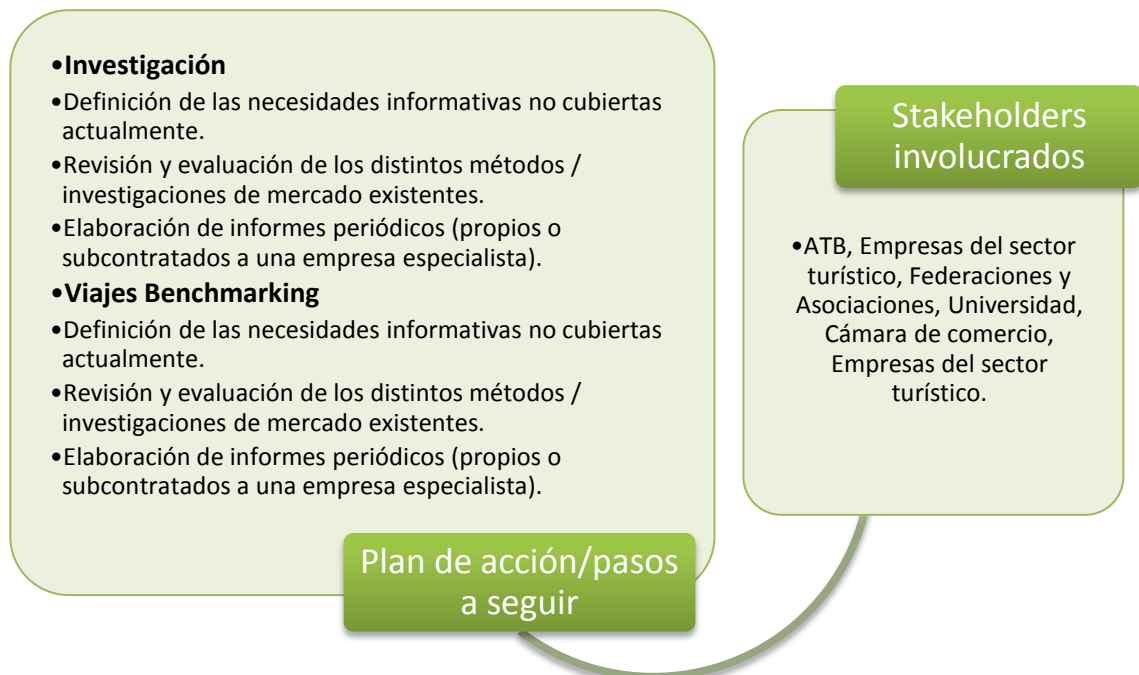 •Investigación
•Definición de las necesidades informativas no cubiertas
actualmente.
•Revisión y evaluación de los distintos métodos /
investigaciones de mercado existentes.
•Elaboración de informes periódicos (propios o
subcontratados a una empresa especialista).
•Viajes Benchmarking
•Definición de las necesidades informativas no cubiertas
actualmente.
•Revisión y evaluación de los distintos métodos /
investigaciones de mercado existentes.
•Elaboración de informes periódicos (propios o
subcontratados a una empresa especialista).
Plan de acción/pasos
a seguir
Stakeholders
involucrados
•ATB, Empresas del sector
turístico, Federaciones y
Asociaciones, Universidad,
Cámara de comercio,
Empresas del sector
turístico.